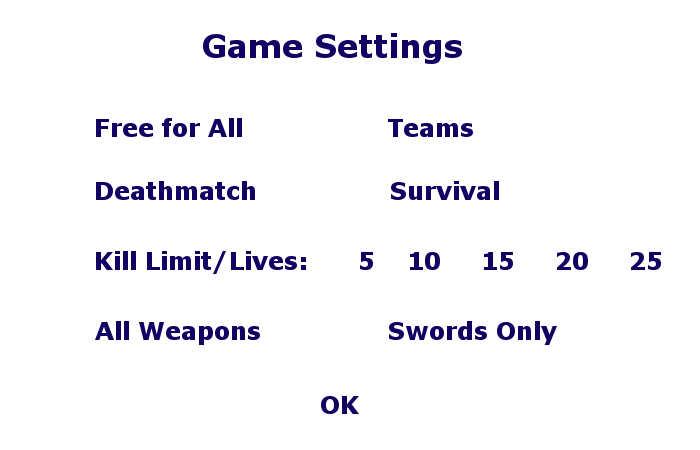 Game Settings
Free for All Teams
Deathmatch Survival
Kill Limit/Lives: 5 10 15 20 25
All Weapons Swords Only
OK